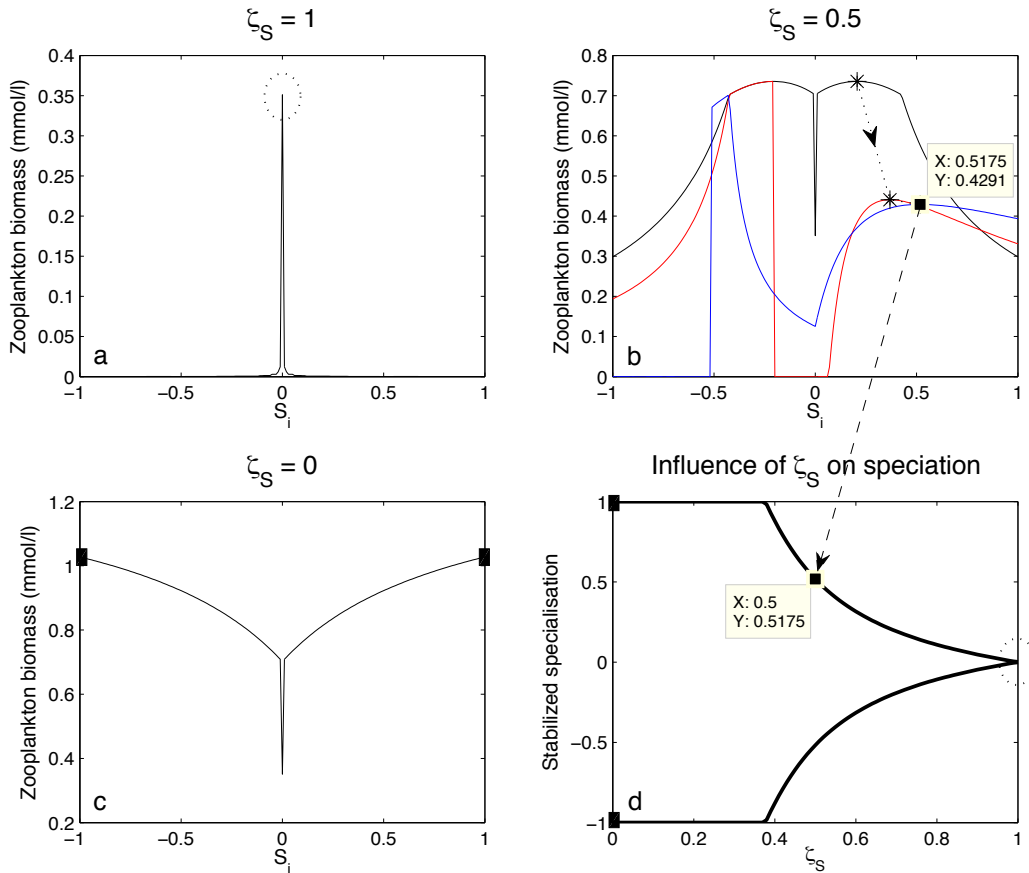 ζS = 1
0.4
0.35
0.3
0.25
0.2
0.15
0.1
0.05
0
Zooplankton biomass (mmol/l)
a
−1
−0.5
0
0.5
1
Si
ζS = 0.5
0.8
0.7
0.6
0.5
0.4
0.3
0.2
0.1
0
Zooplankton biomass (mmol/l)
X: 0.5175
Y: 0.4291
b
−1
−0.5
0
0.5
1
Si
ζS = 0
1.2
1
0.8
0.6
0.4
0.2
Zooplankton biomass (mmol/l)
c
−1
−0.5
0
0.5
1
Si
Influence of ζS on speciation
1
0.5
0
−0.5
−1
Stabilized specialisation
X: 0.5
Y: 0.5175
d
0
0.2
0.4
0.6
0.8
1
ζS